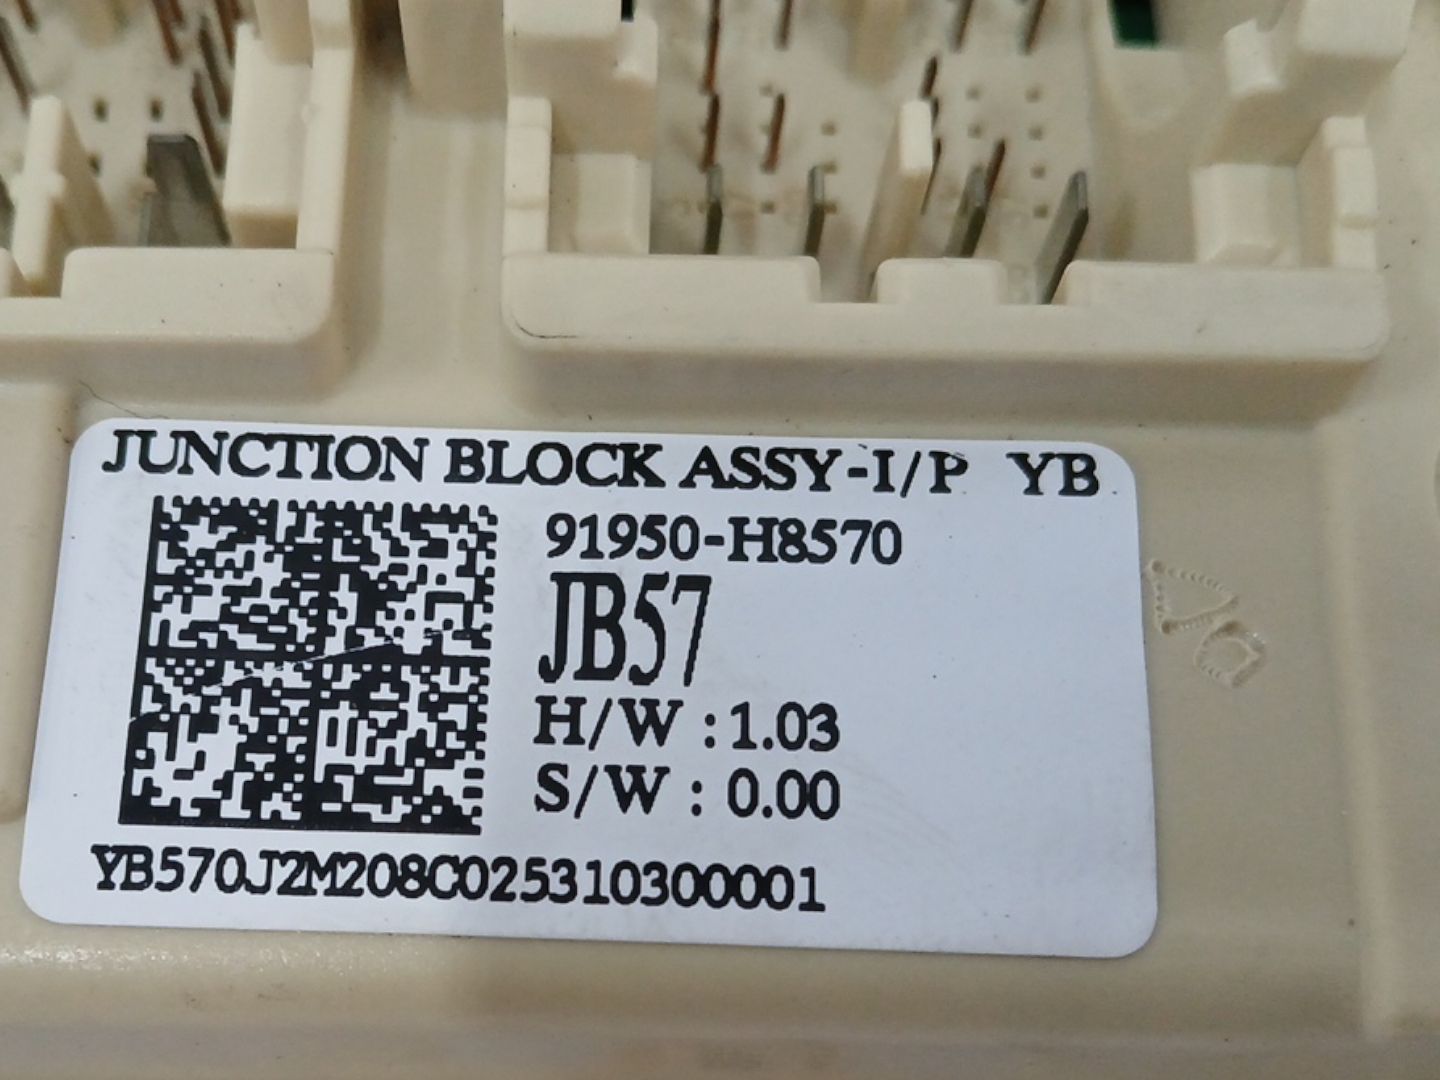 JUNCTION BLOCK ASSY-I/P YB
91950-H8570
JB57
H/W : 1.03
S/W : 0.00
YB570J2M208C025310300001